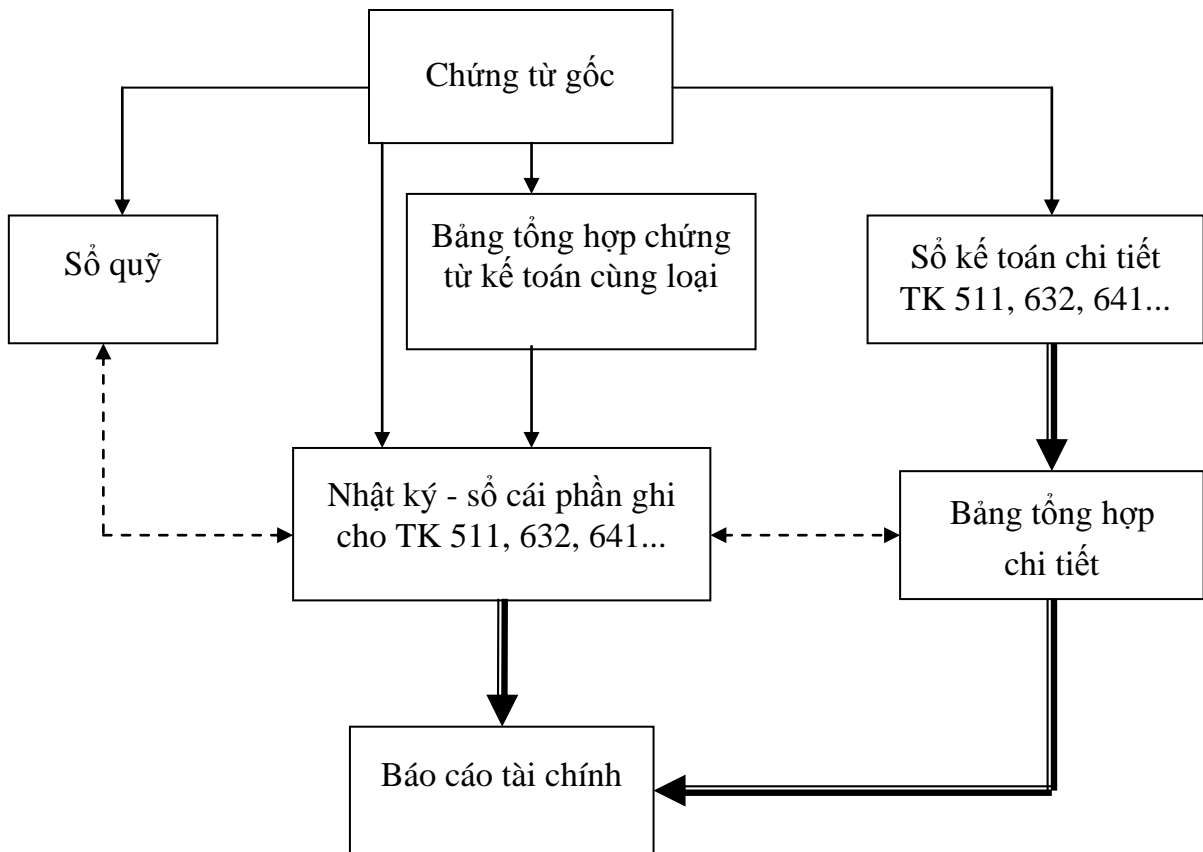 Chứng từ gốc
Sổ quỹ
Bảng tổng hợp chứng
từ kế toán cùng loại
Sổ kế toán chi tiết
TK 511, 632, 641...
Nhật ký - sổ cái phần ghi
cho TK 511, 632, 641...
Bảng tổng hợp
chi tiết
Báo cáo tài chính